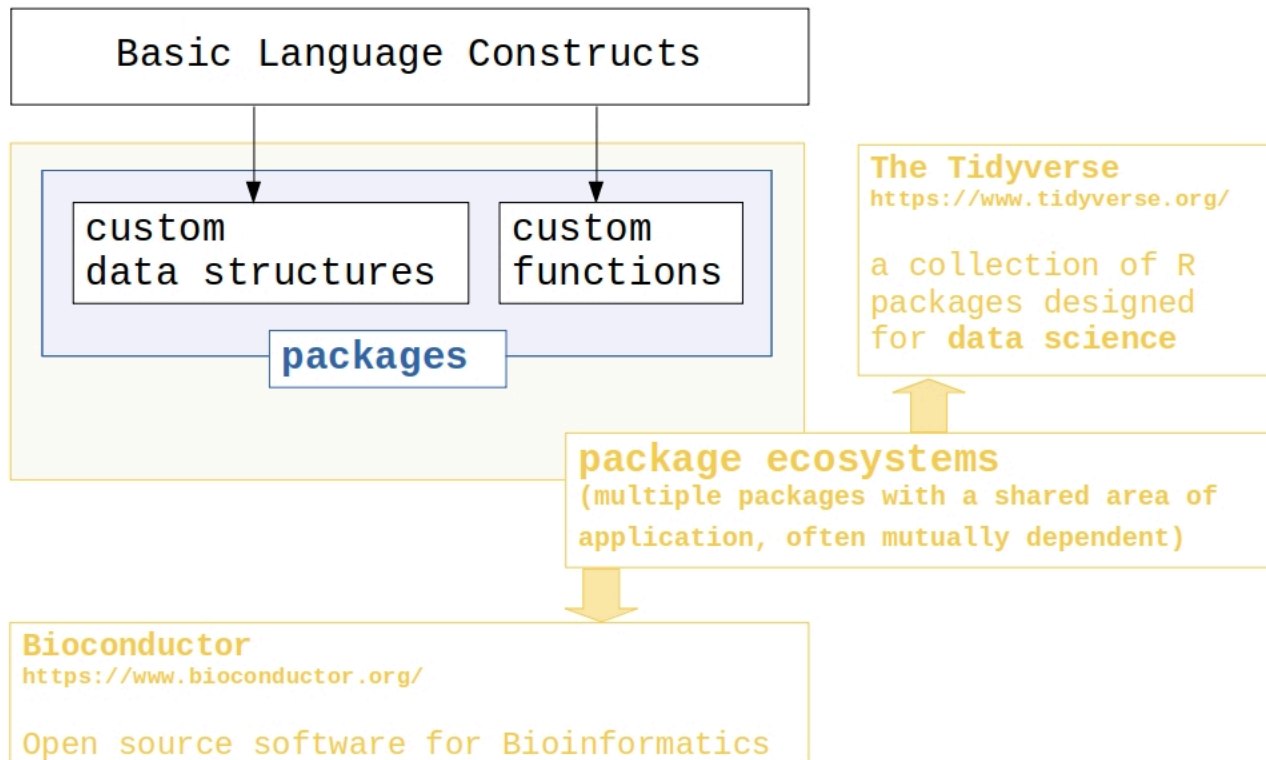 Basic Language Constructs
custom
data structures
custom
functions
packages
The Tidyverse
https://www.tidyverse.org/
a collection of R
packages designed
for data science
package ecosystems
(multiple packages with a shared area of
application, often mutually dependent)
Bioconductor
https://www.bioconductor.org/
Open source software for Bioinformatics